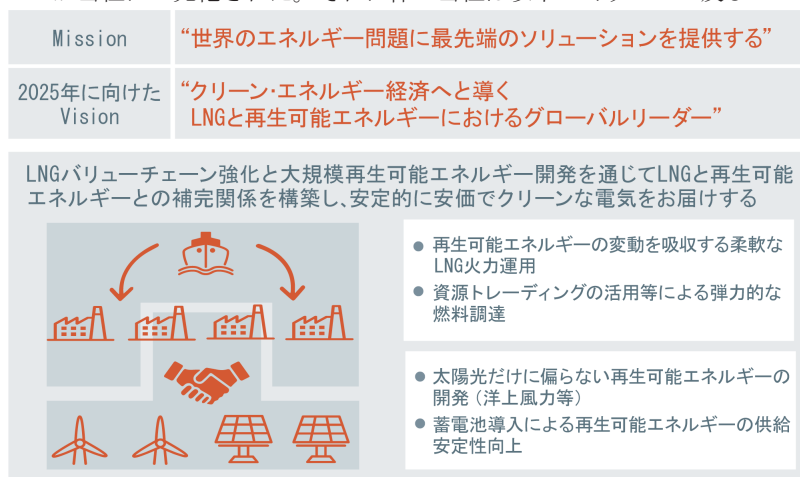 Mission
“世界のエネルギー問題に最先端のソリューションを提供する”
2025年に向けた
Vision
“クリーン・エネルギー経済へと導く
LNGと再生可能エネルギーにおけるグローバルリーダー”
LNGバリューチェーン強化と大規模再生可能エネルギー開発を通じてLNGと再生可能
エネルギーとの補完関係を構築し、安定的に安価でクリーンな電気をお届けする
● 再生可能エネルギーの変動を吸収する柔軟な
LNG火力運用
● 資源トレーディングの活用等による弾力的な
燃料調達
● 太陽光だけに偏らない再生可能エネルギーの
開発（洋上風力等）
● 蓄電池導入による再生可能エネルギーの供給
安定性向上